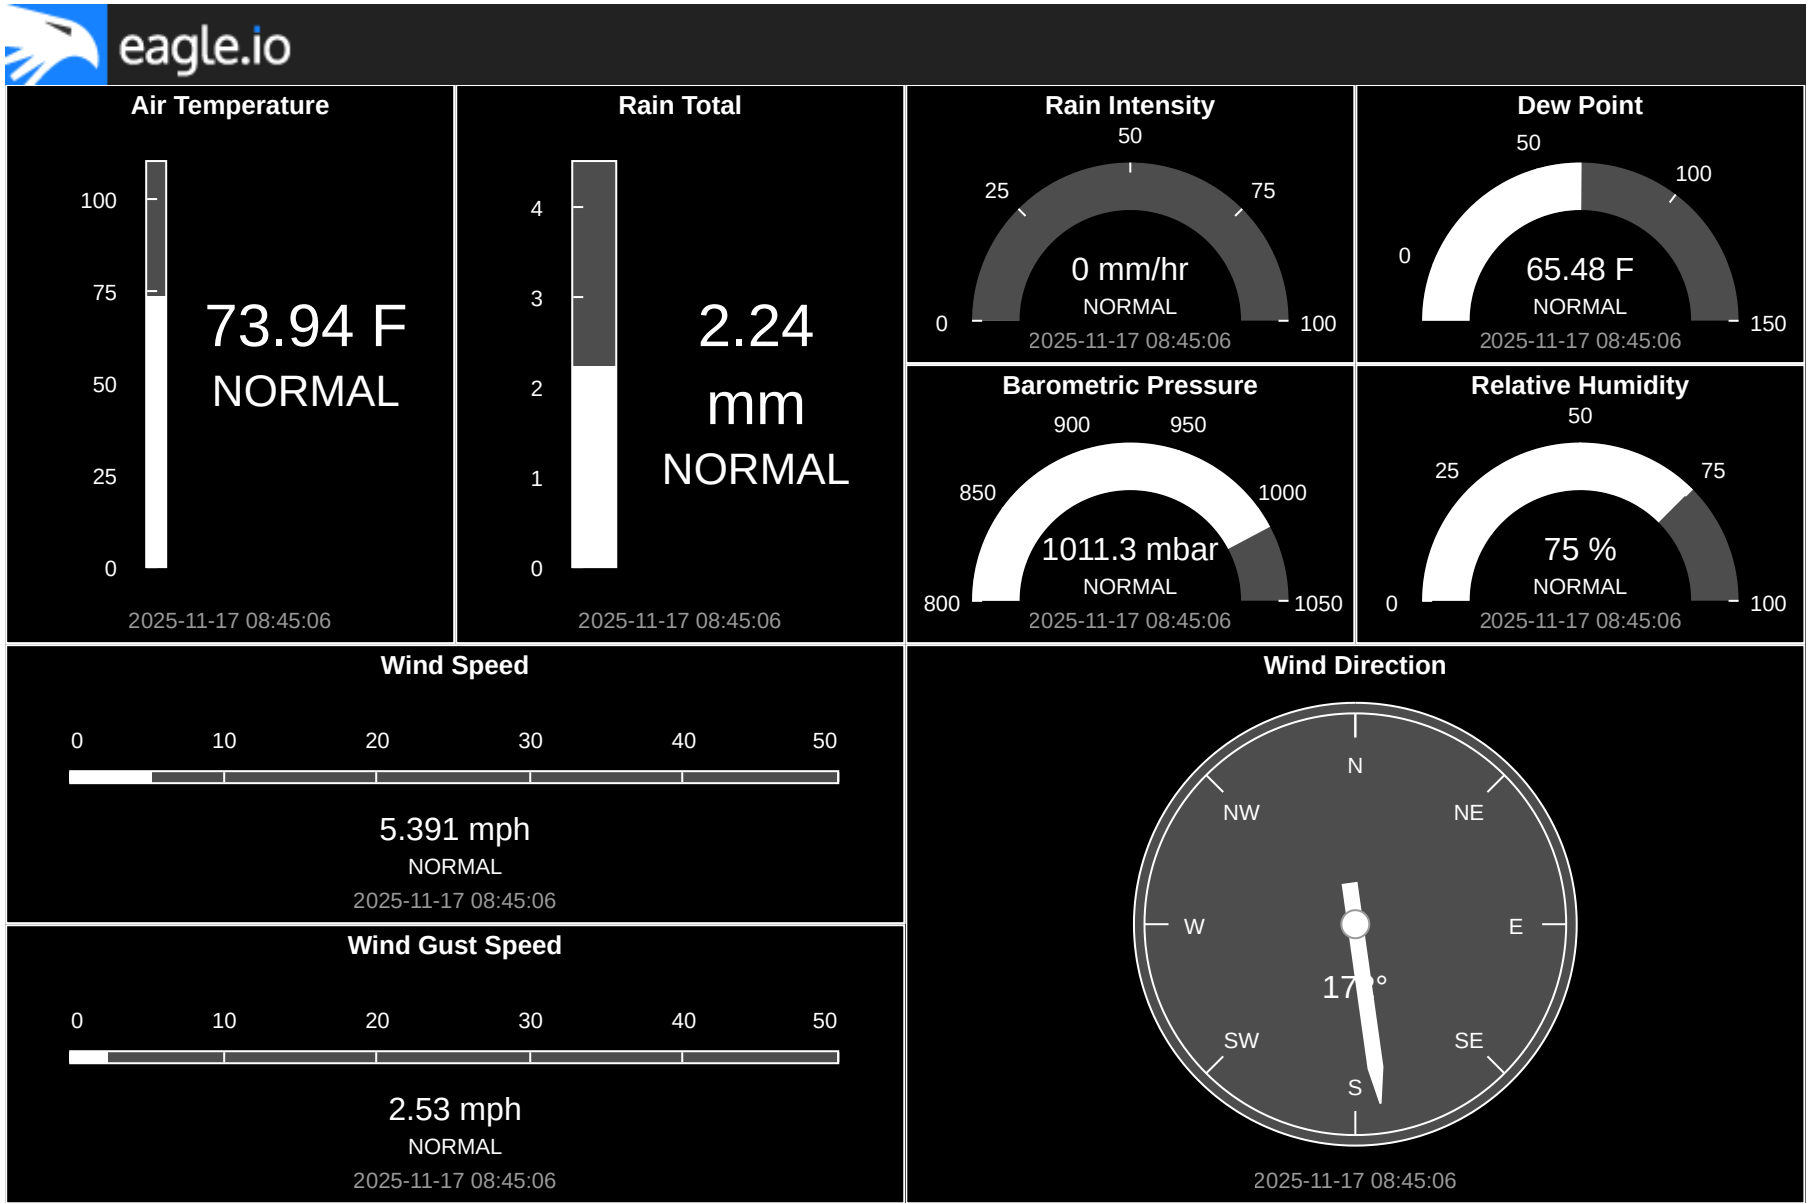 eagle.io
Air Temperature
100
75
50
25
0
73.94 F
NORMAL
2025-11-17 08:45:06
Rain Total
4
3
2
1
0
2.24
mm
NORMAL
2025-11-17 08:45:06
Rain Intensity
0
25
50
75
100
0 mm/hr
NORMAL
2025-11-17 08:45:06
Dew Point
0
50
100
150
65.48 F
NORMAL
2025-11-17 08:45:06
Barometric Pressure
800
850
900
950
1000
1050
1011.3 mbar
NORMAL
2025-11-17 08:45:06
Relative Humidity
0
25
50
75
100
75 %
NORMAL
2025-11-17 08:45:06
Wind Speed
0 10 20 30 40 50
5.391 mph
NORMAL
2025-11-17 08:45:06
Wind Gust Speed
0 10 20 30 40 50
2.53 mph
NORMAL
2025-11-17 08:45:06
Wind Direction
N
NW NE
W E
SW SE
S
2025-11-17 08:45:06